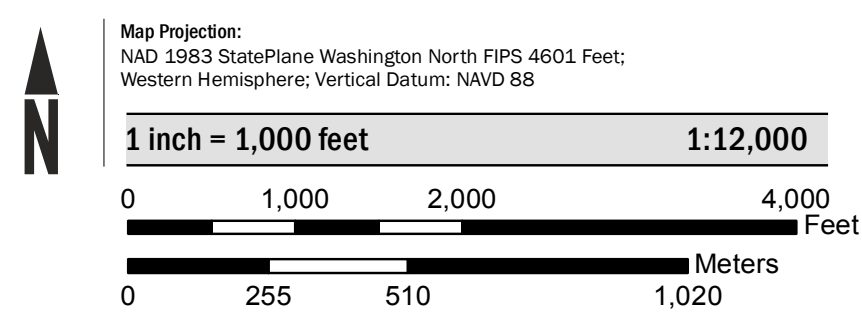 Map Projection:
NAD 1983 StatePlane Washington North FIPS 4601 Feet;
Western Hemisphere; Vertical Datum: NAVD 88
N
1 inch = 1,000 feet 1:12,000
0 1,000 2,000 4,000
Feet
Meters
0 255 510 1,020